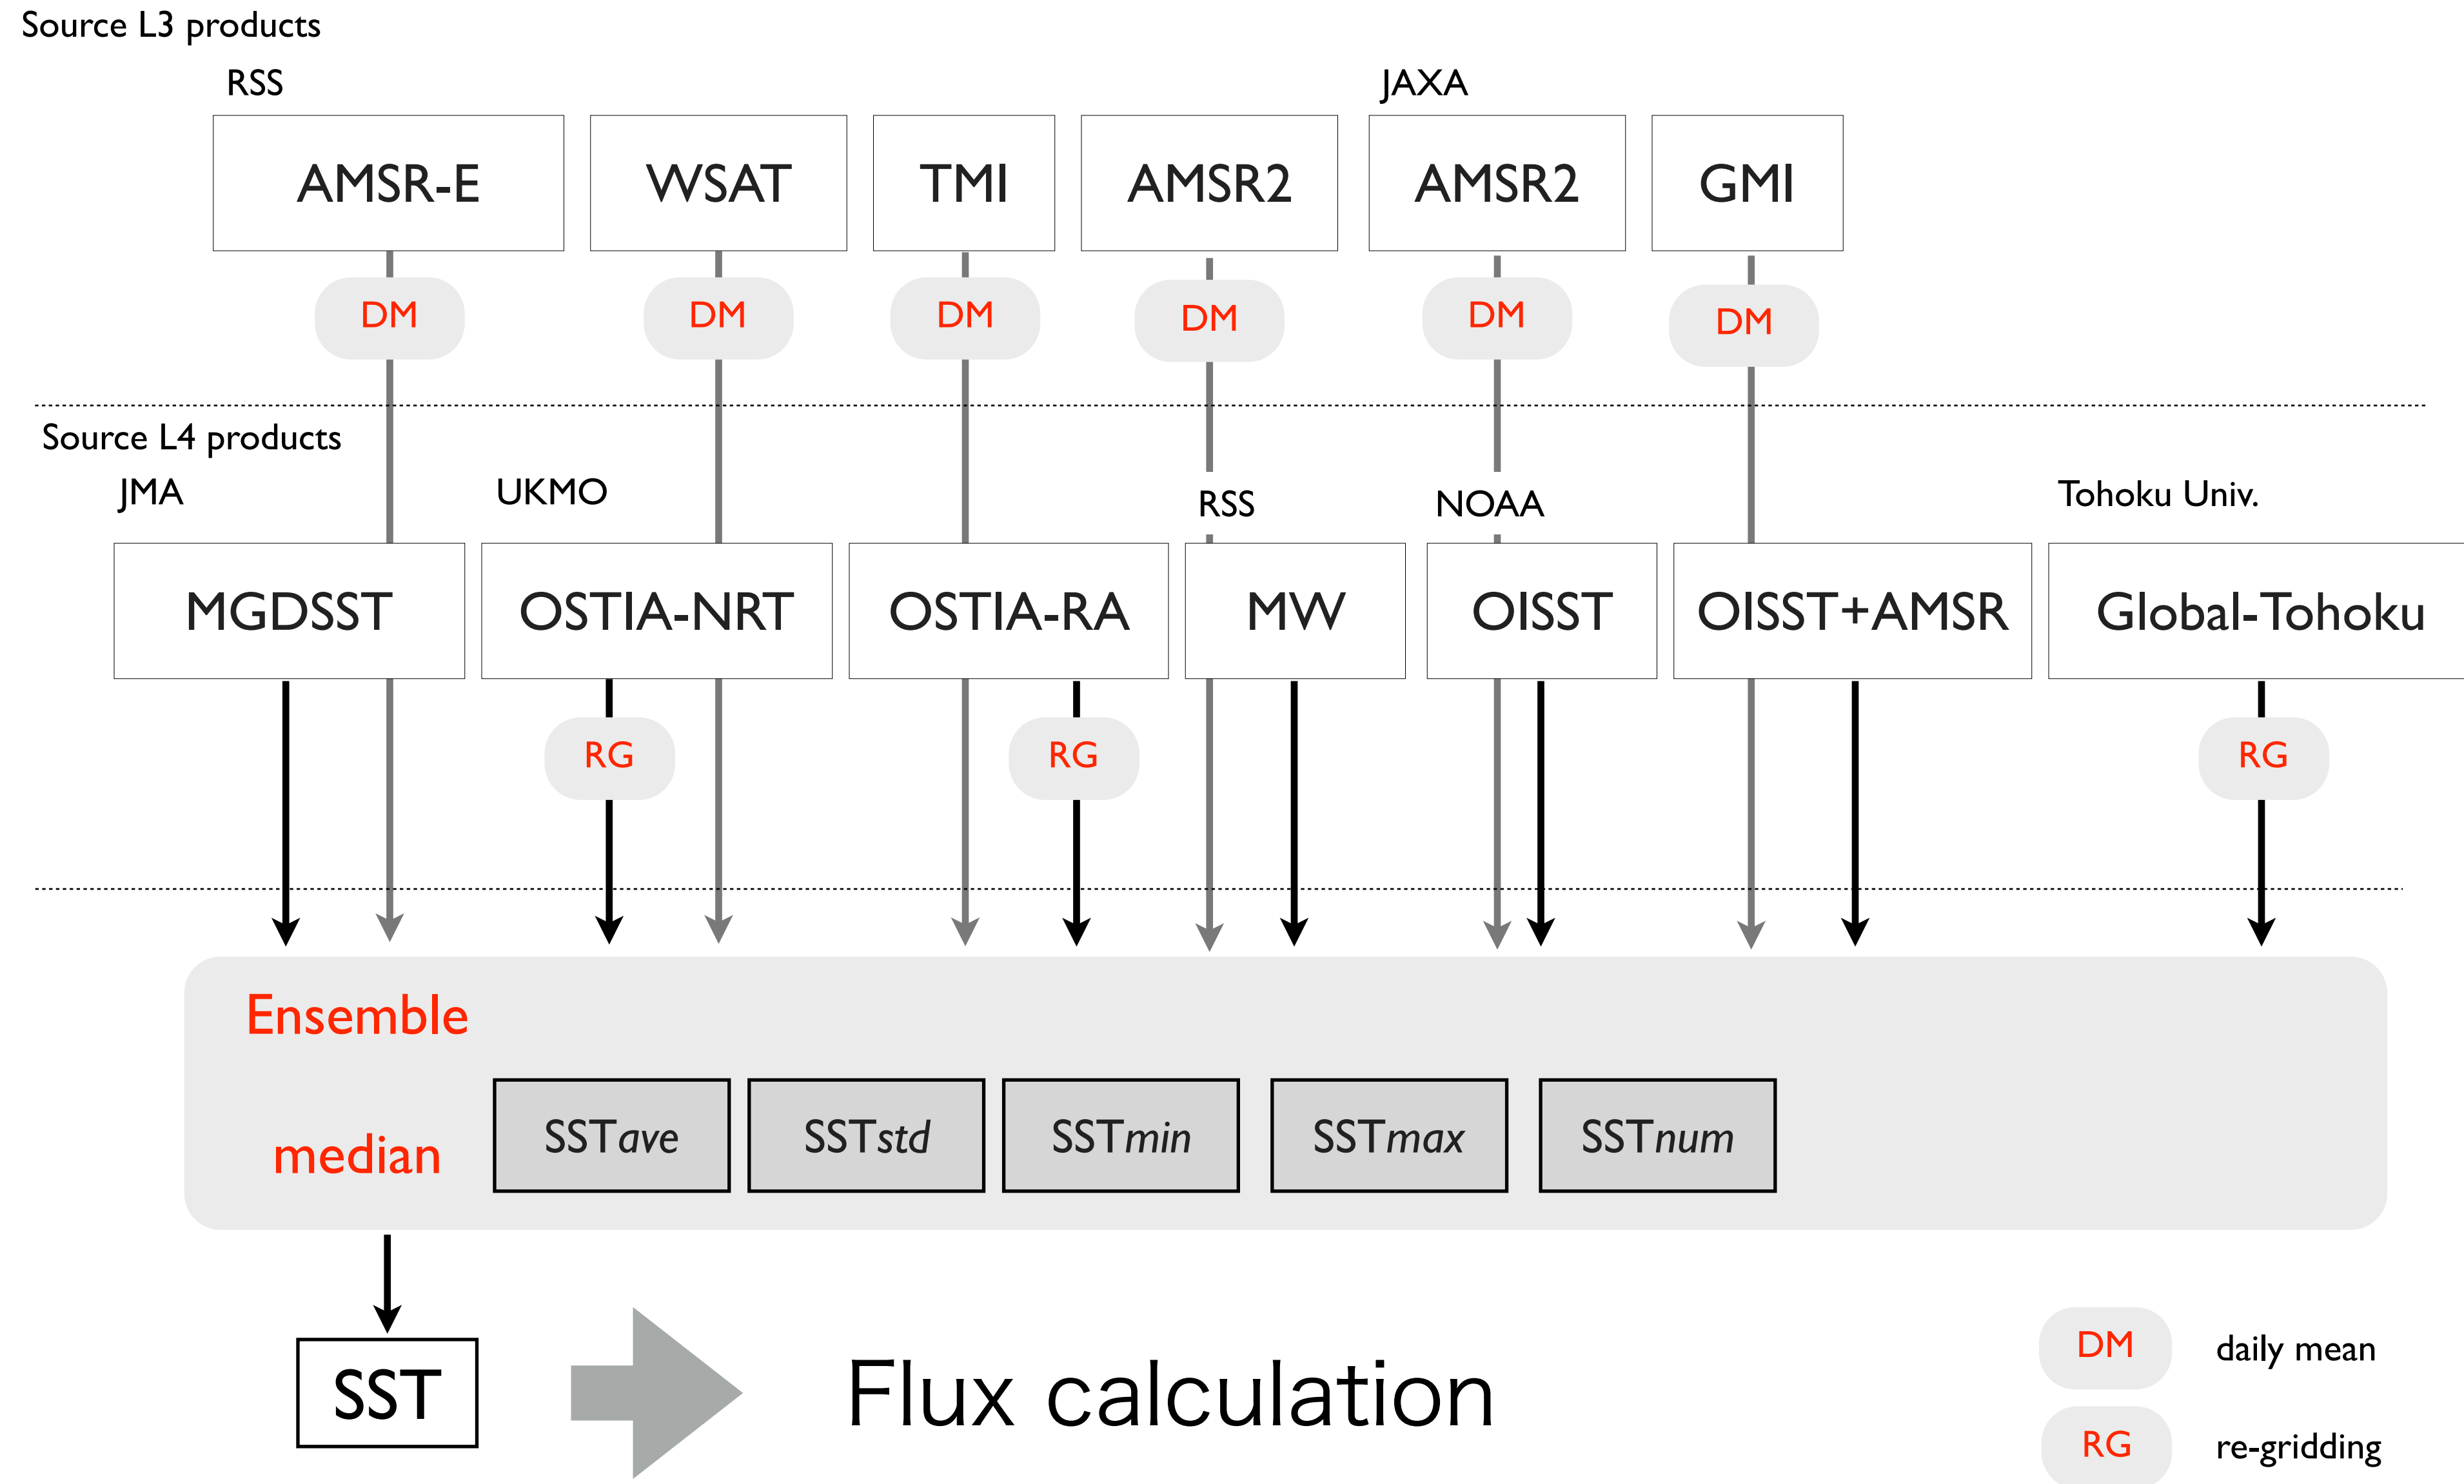 Source L3 products
RSS
JAXA
AMSR-E
WSAT
TMI
AMSR2
AMSR2
GMI
DM
DM
DM
DM
DM
DM
Source L4 products
JMA
UKMO
RSS
NOAA
Tohoku Univ.
MGDSST
OSTIA-NRT
OSTIA-RA
MW
OISST
OISST+AMSR
Global-Tohoku
RG
RG
RG
Ensemble
median
SSTave
SSTstd
SSTmin
SSTmax
SSTnum
SST
Flux calculation
DM daily mean
RG re-gridding